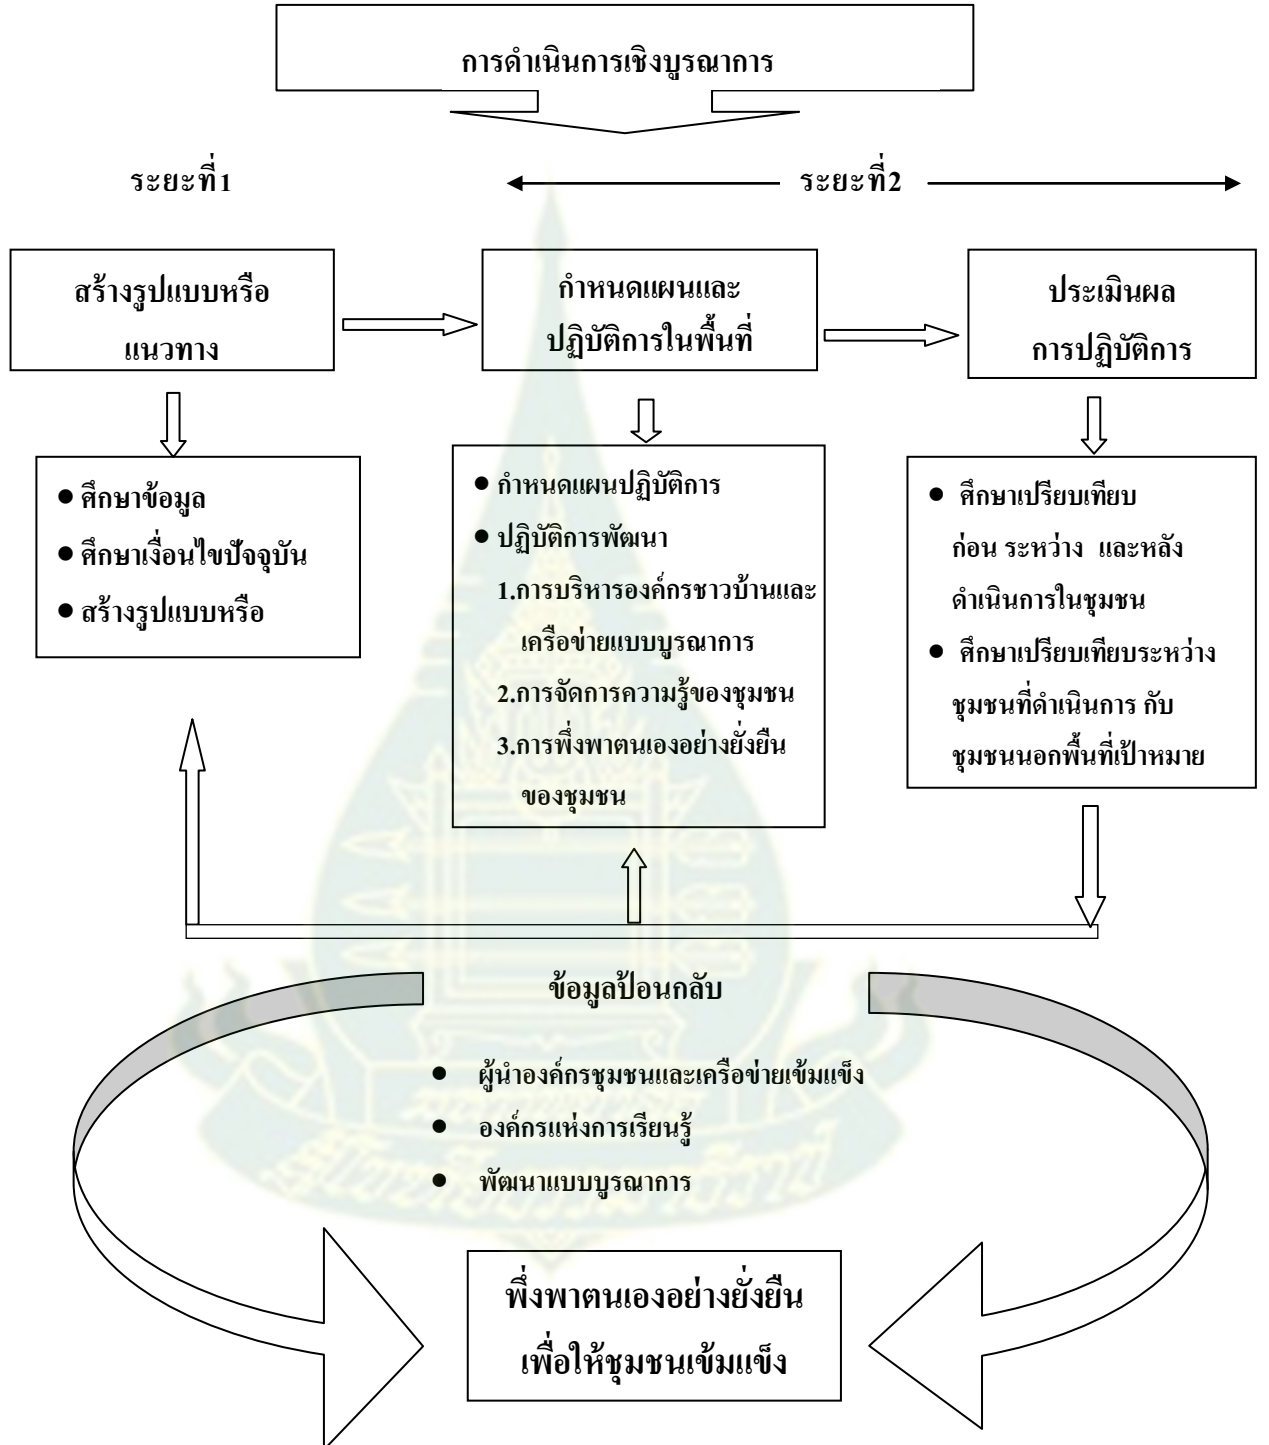 การดำเนินการเชิงบูรณาการ
ระยะที่1
ระยะที่2
สร้างรูปแบบหรือ
แนวทาง
กำหนดแผนและ
ปฏิบัติการในพื้นที่
ประเมินผล
การปฏิบัติการ
● ศึกษาข้อมูล
● ศึกษาเงื่อนไขปัจจุบัน
● สร้างรูปแบบหรือ
● กำหนดแผนปฏิบัติการ
● ปฏิบัติการพัฒนา
1.การบริหารองค์กรชาวบ้านและ
เครือข่ายแบบบูรณาการ
2.การจัดการความรู้ของชุมชน
3.การพึ่งพาตนเองอย่างยั่งยืน
ของชุมชน
● ศึกษาเปรียบเทียบ
ก่อน ระหว่าง และหลัง
ดำเนินการในชุมชน
● ศึกษาเปรียบเทียบระหว่าง
ชุมชนที่ดำเนินการ กับ
ชุมชนนอกพื้นที่เป้าหมาย
ข้อมูลป้อนกลับ
● ผู้นำองค์กรชุมชนและเครือข่ายเข้มแข็ง
● องค์กรแห่งการเรียนรู้
● พัฒนาแบบบูรณาการ
พึ่งพาตนเองอย่างยั่งยืน
เพื่อให้ชุมชนเข้มแข็ง